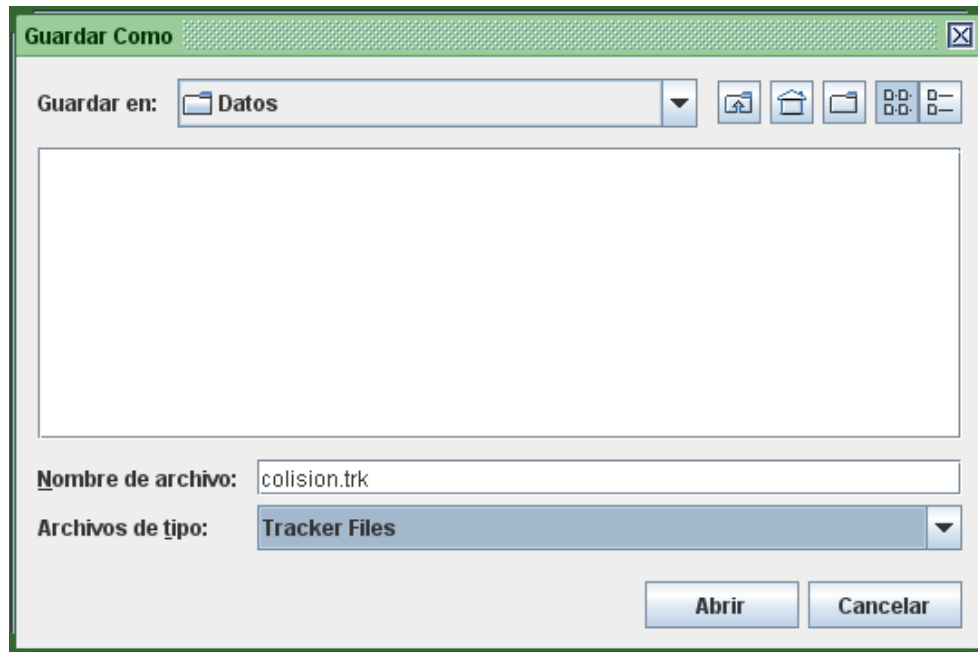 Guardar Como
Guardar en: Datos
Nombre de archivo: colision.trk
Archivos de tipo: Tracker Files
Abrir Cancelar